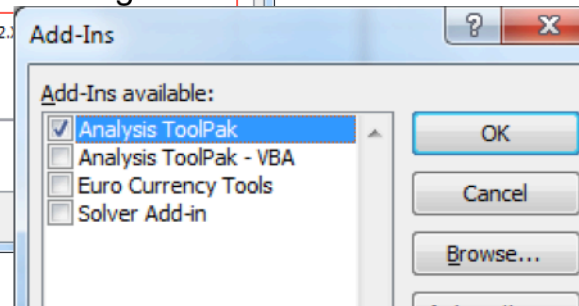 2.
Add-Ins
Add-Ins available:
Analysis ToolPak
Analysis ToolPak - VBA
Euro Currency Tools
Solver Add-in
OK
Cancel
Browse...